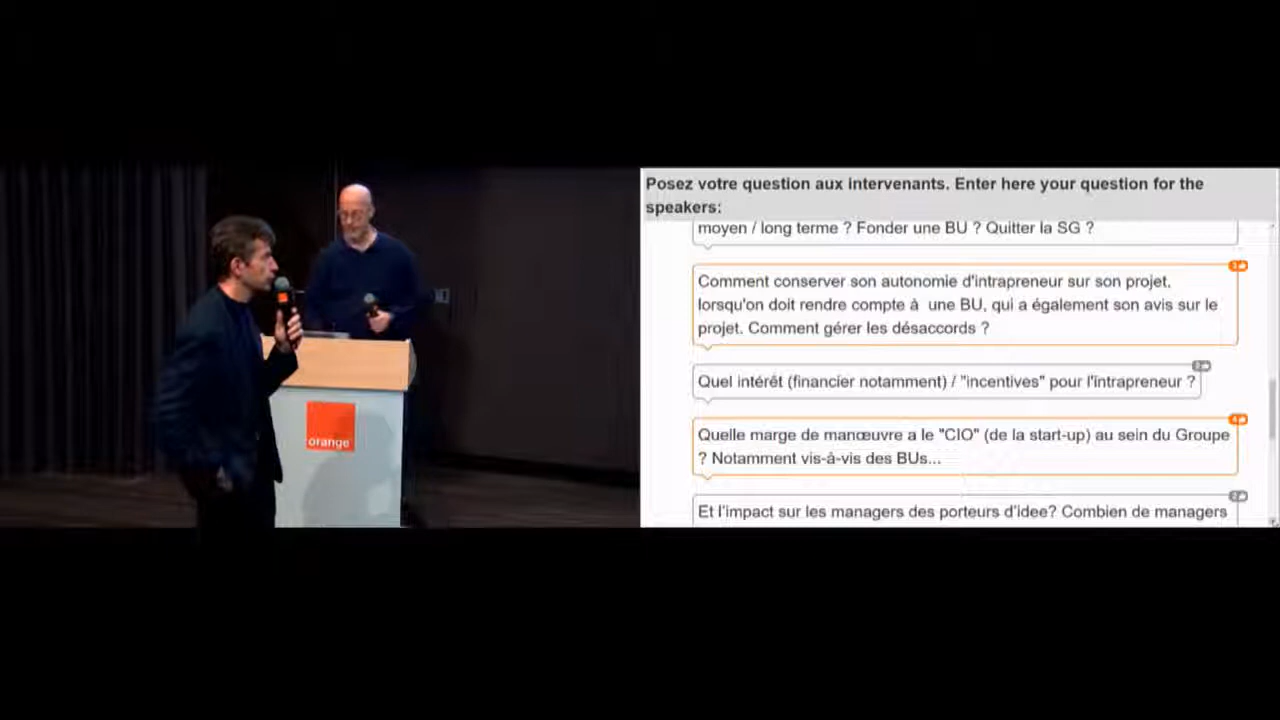 orange
Posez votre question aux intervenants. Enter here your question for the
speakers:
moyen / long terme ? Fonder une BU ? Quitter la SG ?
Comment conserver son autonomie d'intrapreneur sur son projet,
lorsqu'on doit rendre compte à une BU, qui a également son avis sur le
projet. Comment gérer les désaccords ?
Quel intérêt (financier notamment) / "incentives" pour l'intrapreneur ?
Quelle marge de manœuvre a le "CIO" (de la start-up) au sein du Groupe
? Notamment vis-à-vis des BUs...
Et l'impact sur les managers des porteurs d'idee? Combien de managers